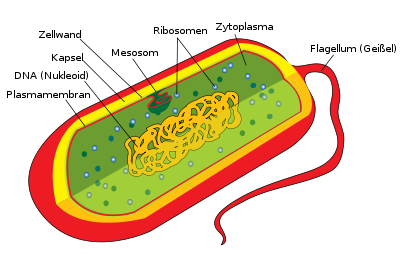 Zellwand
Kapsel
DNA (Nukleoid)
Plasmamembran
Mesosom
Ribosomen
Zytoplasma
Flagellum (Geißel)